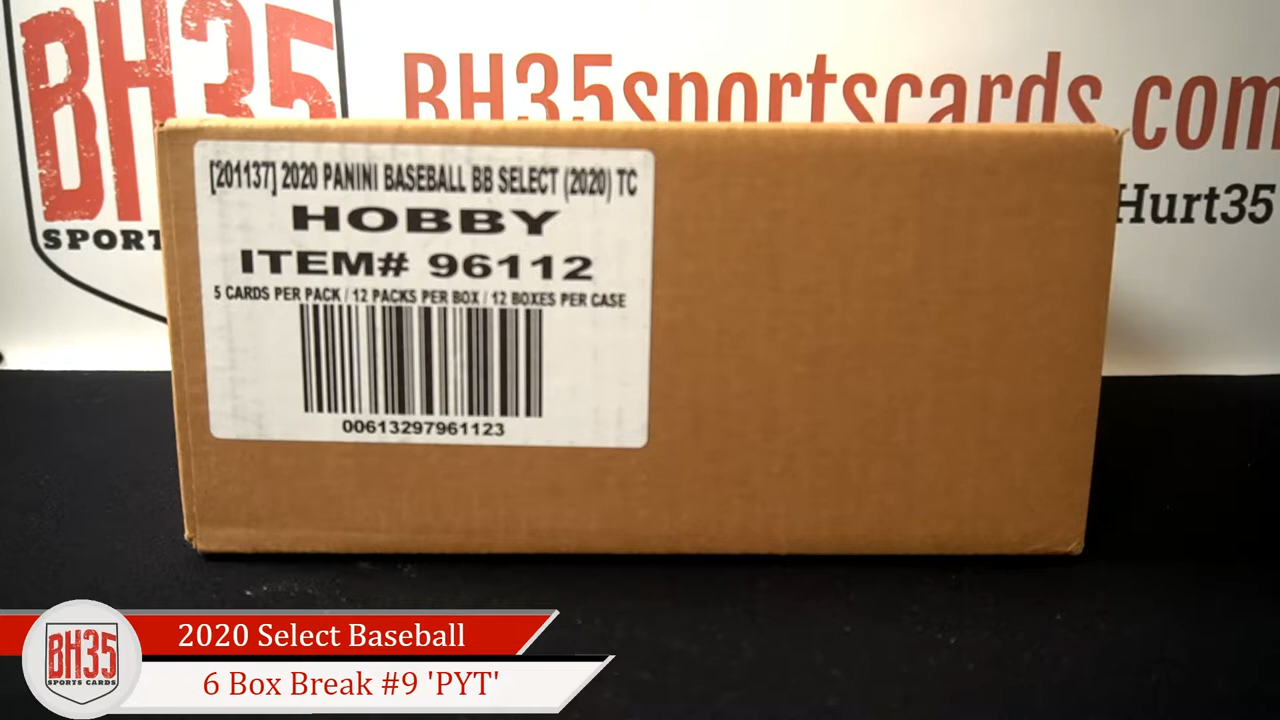 BH35
SPORT
BH35sportscards.com
Hurt35
[201137] 2020 PANINI BASEBALL BB SELECT (2020) TC
HOBBY
ITEM# 96112
5 CARDS PER PACK / 12 PACKS PER BOX / 12 BOXES PER CASE
00613297961123
BH35
SPORTS CARDS
2020 Select Baseball
6 Box Break #9 'PYT'